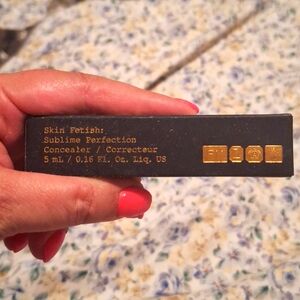 Skin Fetish:
Sublime Perfection
Concealer / Correcteur
5 mL / 0.16 Fl. Oz. Liq. US